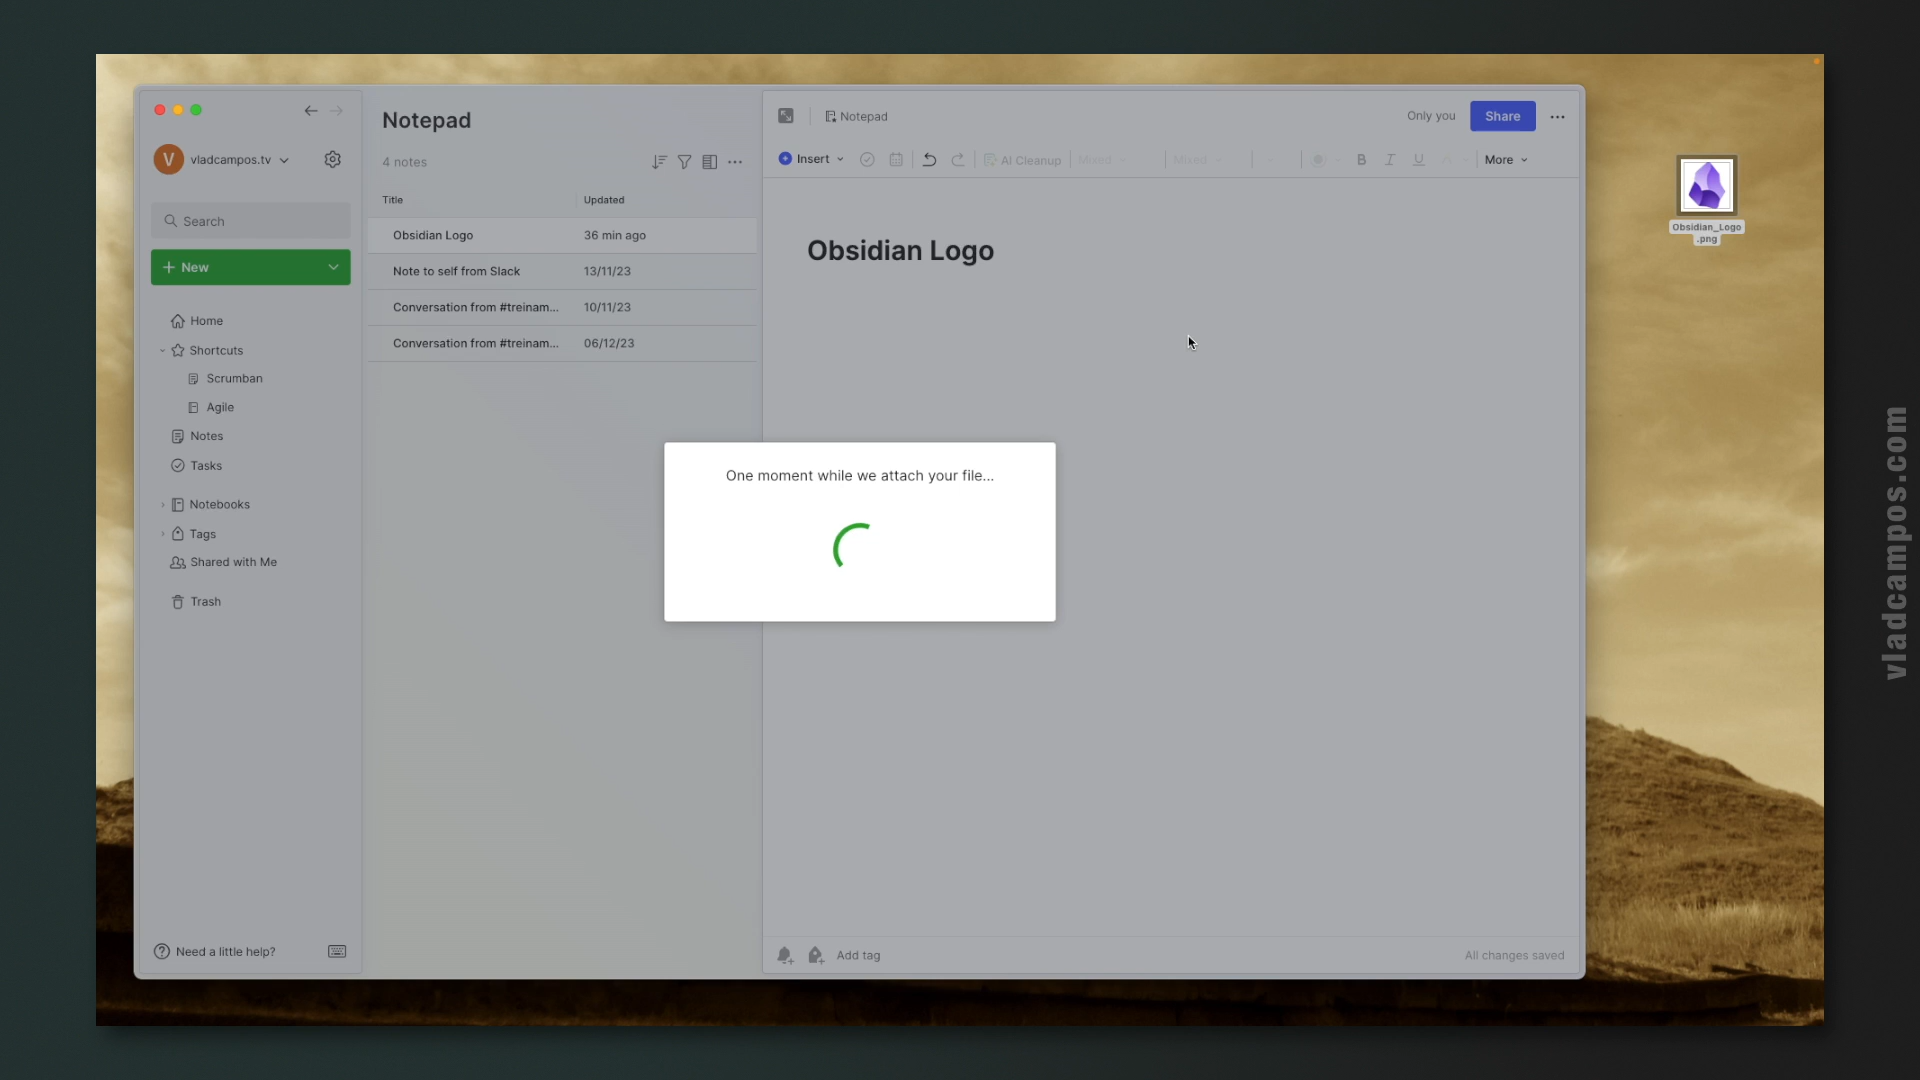 V
vladcampos.tv
Search
New
Home
Shortcuts
Scrumban
Agile
Notes
Tasks
Notebooks
Tags
Shared with Me
Trash
Need a little help?
Notepad
4 notes
Title Updated
Obsidian Logo 36 min ago
Note to self from Slack 13/11/23
Conversation from #treinam... 10/11/23
Conversation from #treinam... 06/12/23
Notepad
Only you
Share
Insert
AI Cleanup
Mixed
Mixed
B I U
More
Obsidian Logo
One moment while we attach your file...
Add tag
All changes saved
Obsidian_Logo
.png
vladcampos.com